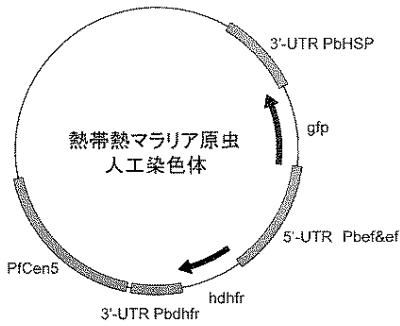 3'-UTR PbHSP
gfp
熱帯熱マラリア原虫
人工染色体
5'-UTR Pbef&ef
PfCen5
hdhfr
3'-UTR Pbdhfr